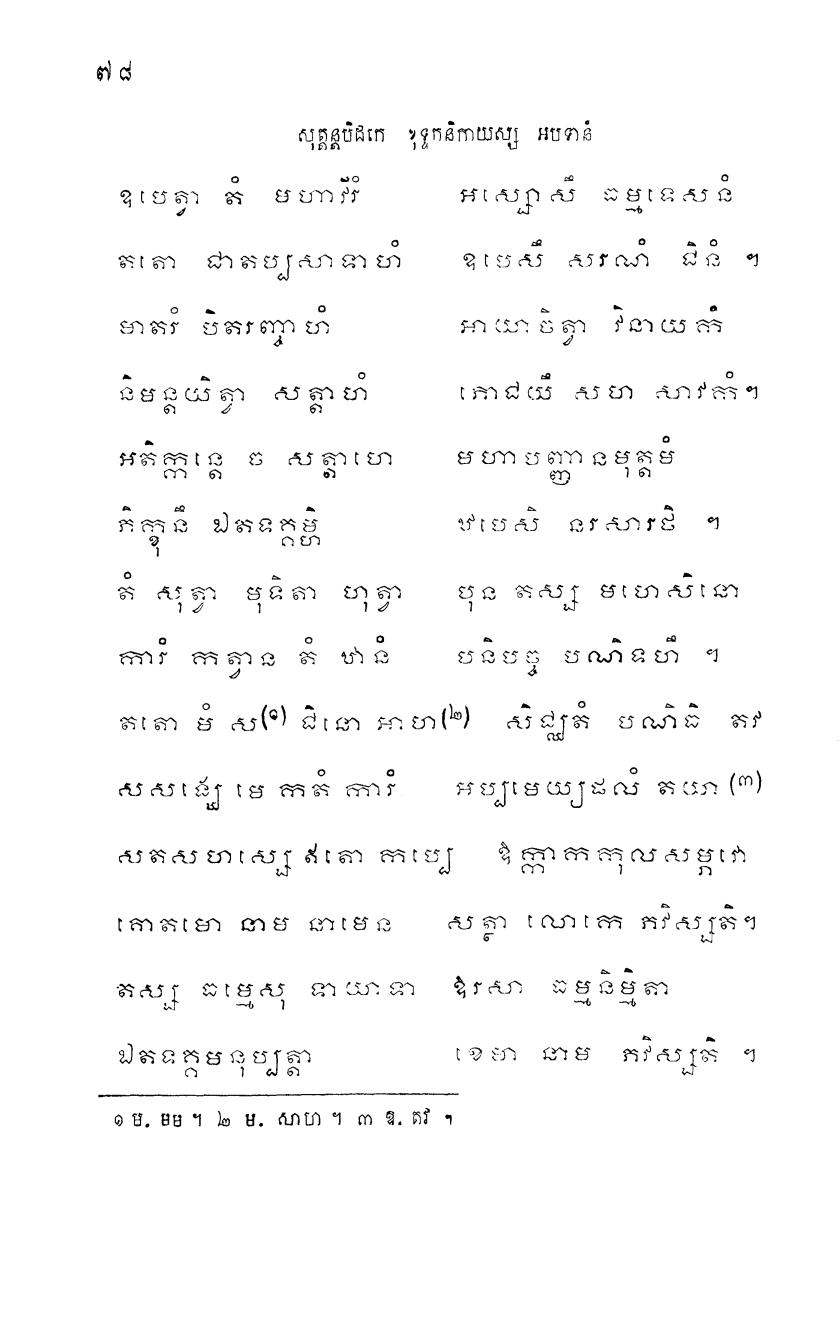 ៧៨
សុត្តន្តបិដកេ ខុទ្ទកនិកាយស្ស អបទានំ
ឧបេត្វា តំ មហាវីរំ អស្សោសឹ ធម្មទេសនំ
តតោ ជាតប្បសាទាហំ ឧបេសឹ សរណំ ជិនំ ។
មាតរំ បិតរញ្ចាហំ អាយាចិត្វា វិនាយកំ
និមន្តយិត្វា សត្តាហំ ភោជយឹ សហ សាវកំ។
អតិក្កន្តេ ច សត្តាហេ មហាបញ្ញានមុត្តមំ
ភិក្ខុនឹ ឯតទគ្គម្ហិ ឋបេសិ នរសារថិ ។
តំ សុត្វា មុទិតា ហុត្វា បុន តស្ស មហេសិនោ
ការំ កត្វាន តំ ឋានំ បនិបច្ច បណិទហឹ ។
តតោ មំ ស(១) ជិនោ អាហ(២) សិជ្ឈតំ បណិធិ តវ
សសង្ឃេ មេ កតំ ការំ អប្បមេយ្យផលំ តយា (៣)
សតសហស្សេ ឥតោ កប្បេ ឱក្កាកកុលសម្ភវោ
គោតមោ នាម នាមេន សត្ថា លោកេ ភវិស្សតិ។
តស្ស ធម្មេសុ ទាយាទា ឱរសា ធម្មនិម្មិតា
ឯតទគ្គមនុប្បត្តា ខេមា នាម ភវិស្សតិ ។
១ ម. មម ។ ២ ម. សាហ ។ ៣ ឱ. តវ ។